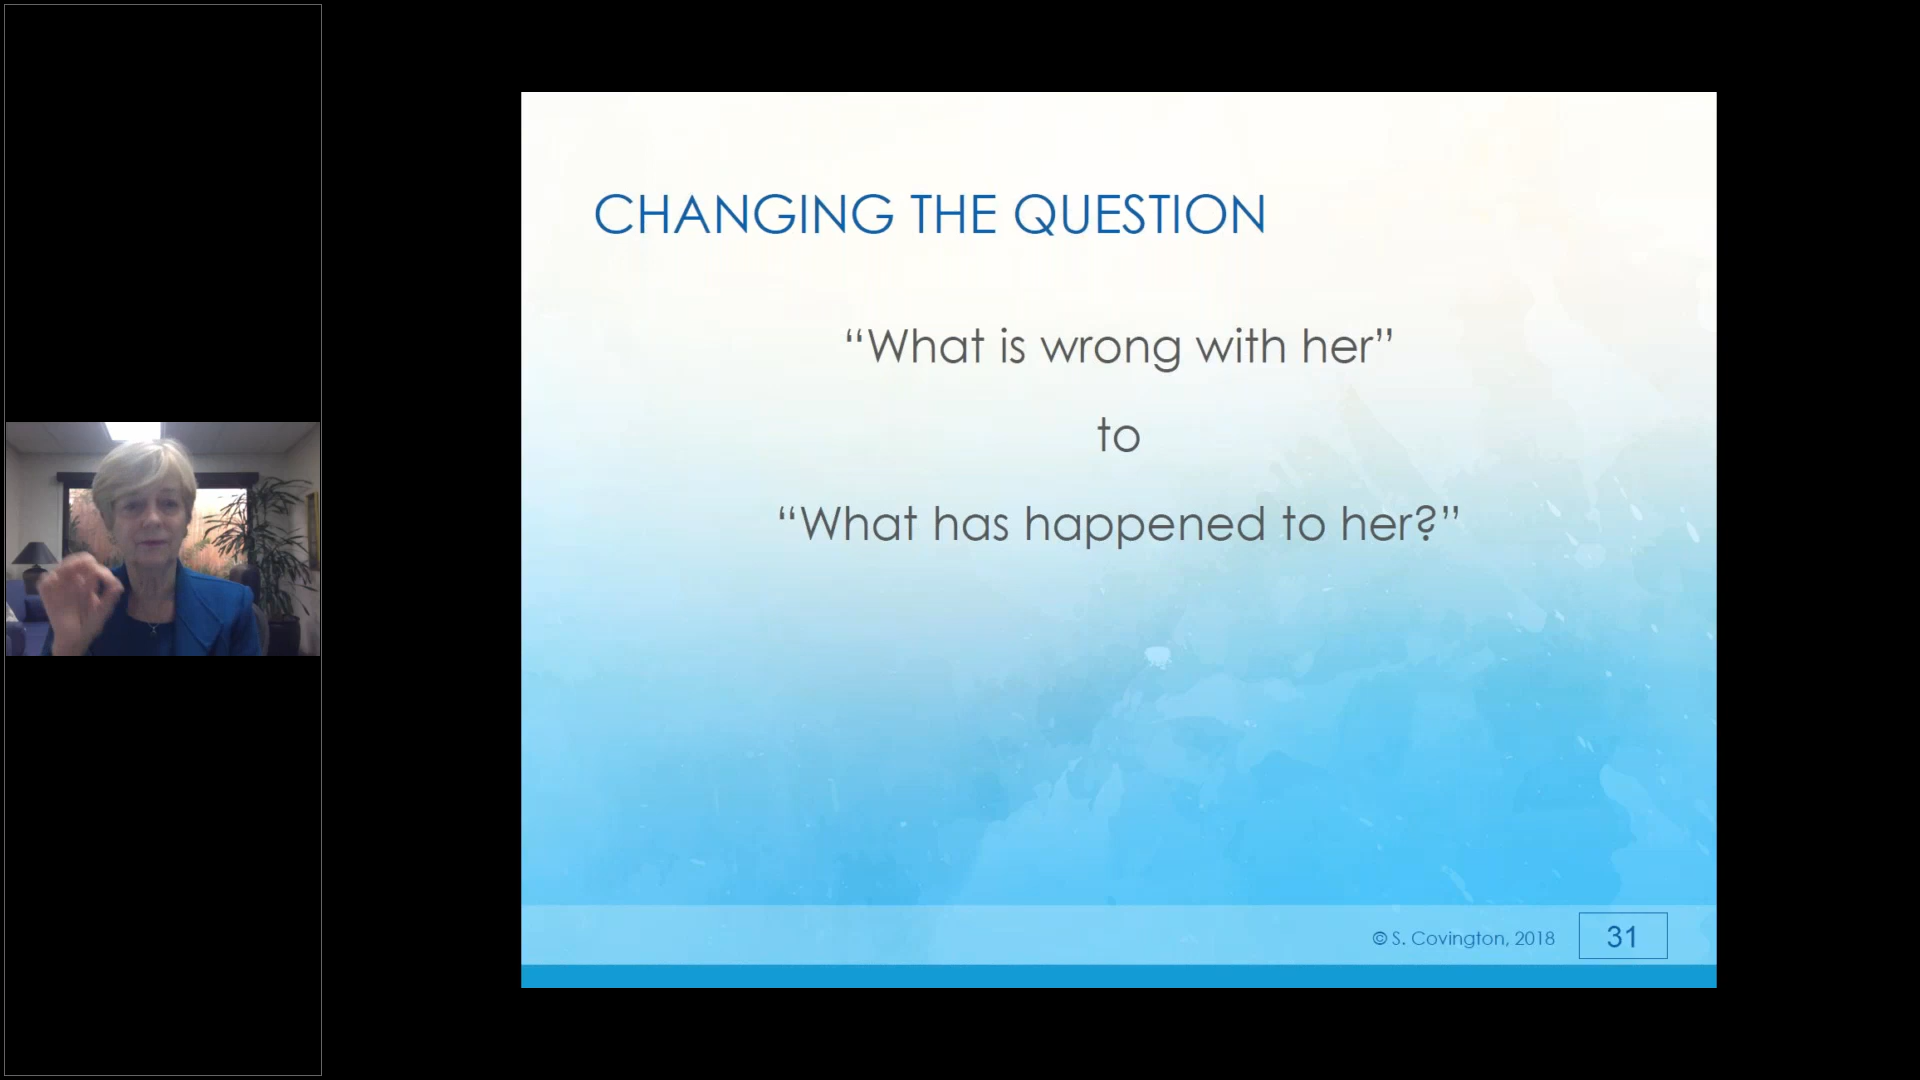 CHANGING THE QUESTION
“What is wrong with her”
to
“What has happened to her?”
© S. Covington, 2018
31